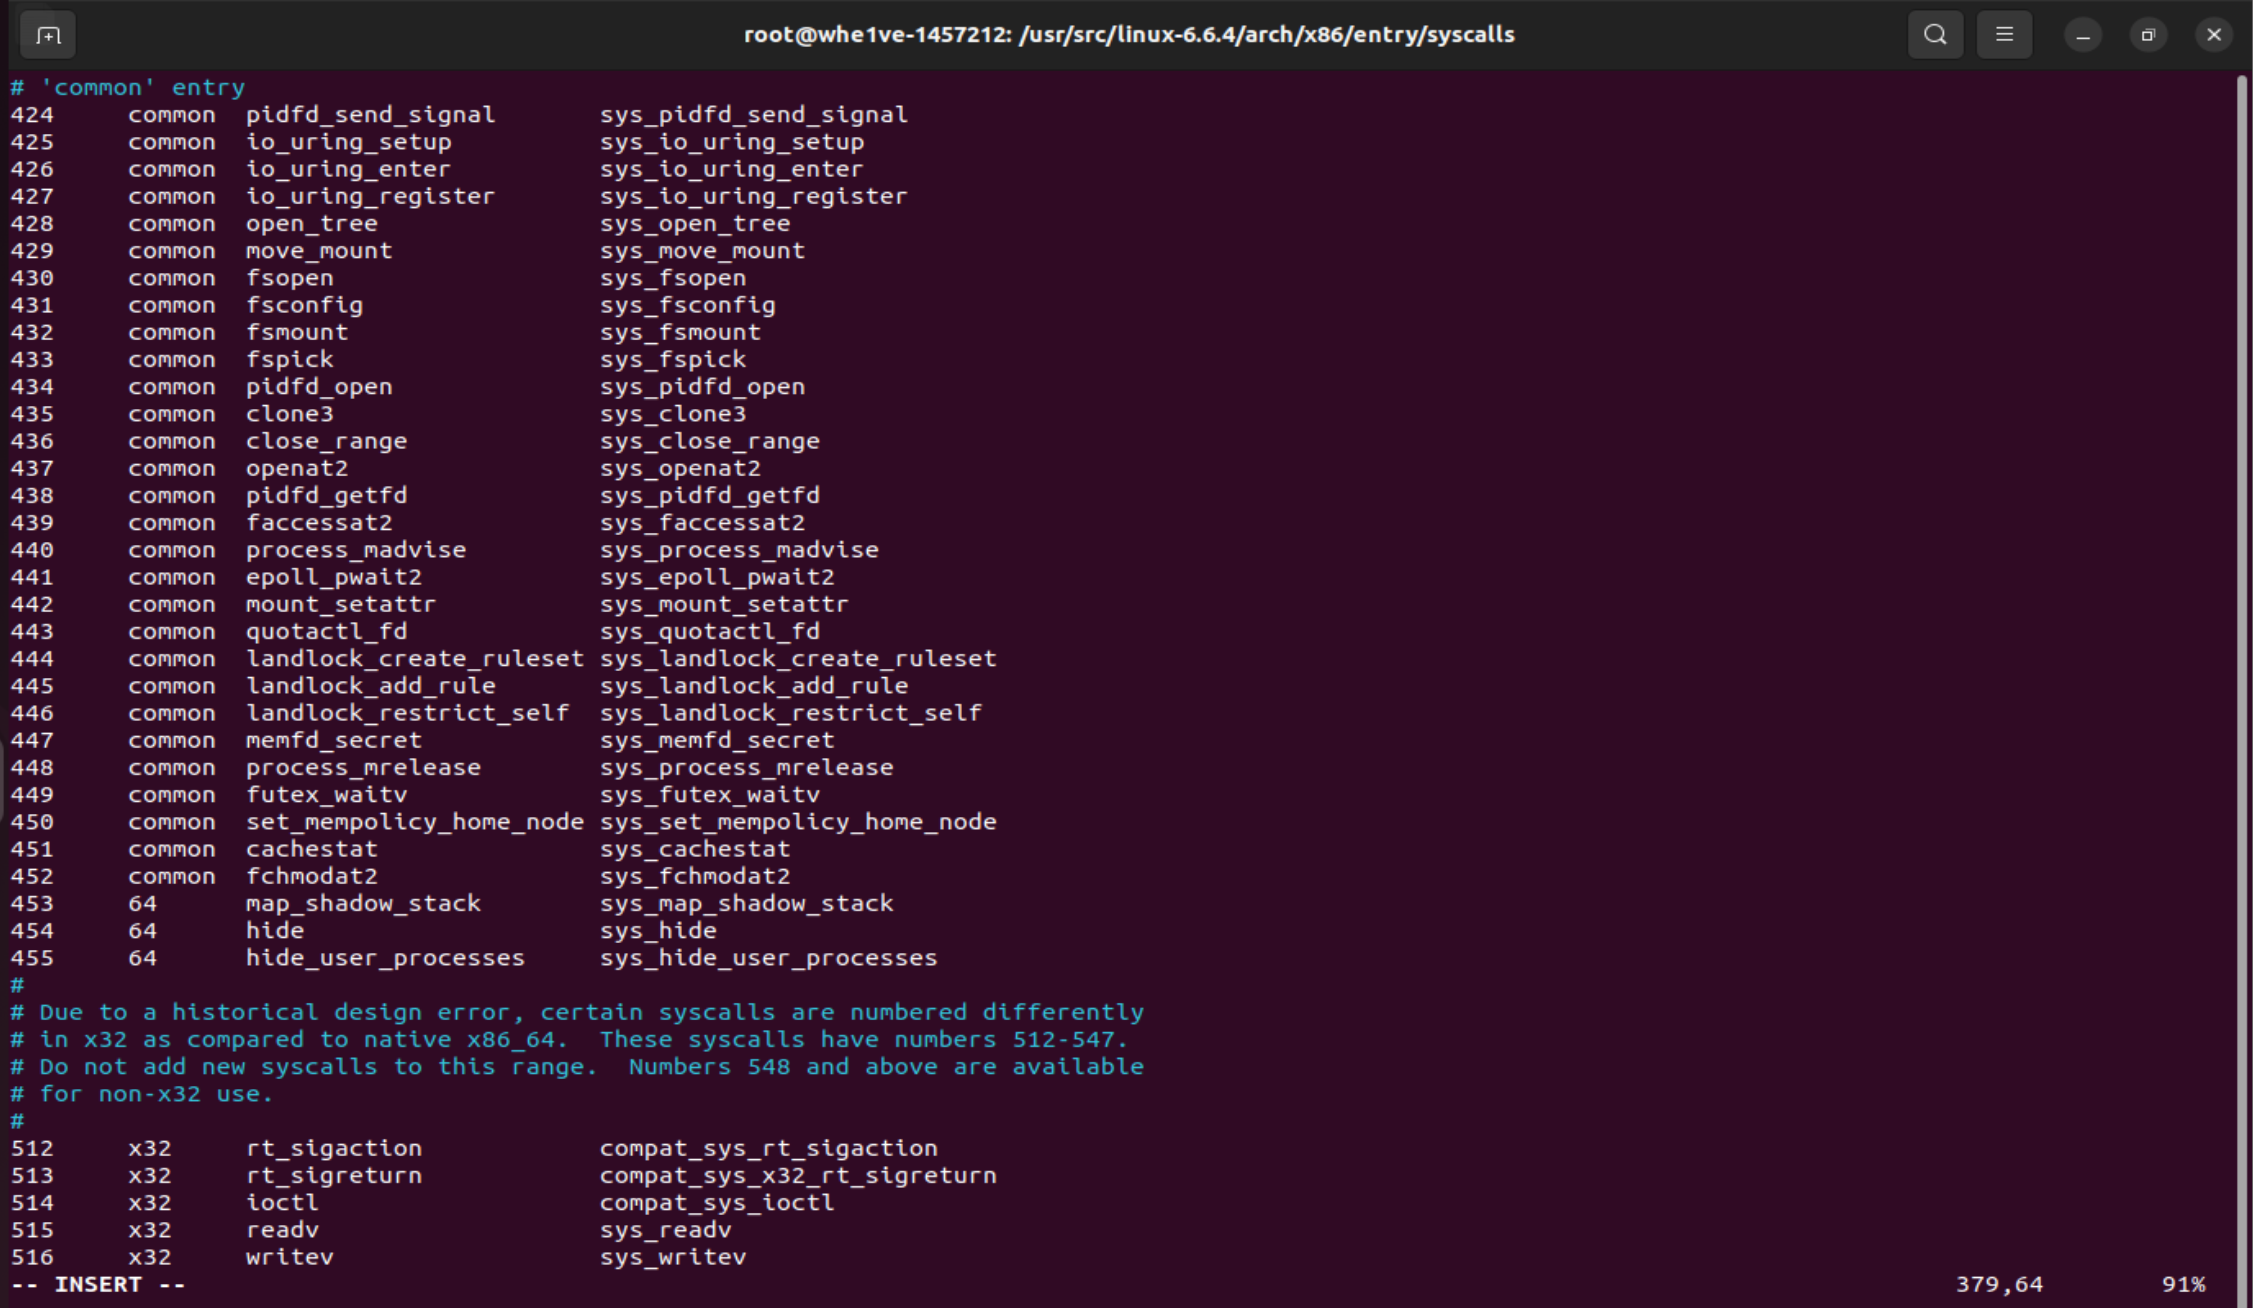 root@whe1ve-1457212: /usr/src/linux-6.6.4/arch/x86/entry/syscalls
# 'common' entry
424 common pidfd_send_signal sys_pidfd_send_signal
425 common io_uring_setup sys_io_uring_setup
426 common io_uring_enter sys_io_uring_enter
427 common io_uring_register sys_io_uring_register
428 common open_tree sys_open_tree
429 common move_mount sys_move_mount
430 common fsopen sys_fsopen
431 common fsconfig sys_fsconfig
432 common fsmount sys_fsmount
433 common fspick sys_fspick
434 common pidfd_open sys_pidfd_open
435 common clone3 sys_clone3
436 common close_range sys_close_range
437 common openat2 sys_openat2
438 common pidfd_getfd sys_pidfd_getfd
439 common faccessat2 sys_faccessat2
440 common process_madvise sys_process_madvise
441 common epoll_pwait2 sys_epoll_pwait2
442 common mount_setattr sys_mount_setattr
443 common quotactl_fd sys_quotactl_fd
444 common landlock_create_ruleset sys_landlock_create_ruleset
445 common landlock_add_rule sys_landlock_add_rule
446 common landlock_restrict_self sys_landlock_restrict_self
447 common memfd_secret sys_memfd_secret
448 common process_mrelease sys_process_mrelease
449 common futex_waitv sys_futex_waitv
450 common set_mempolicy_home_node sys_set_mempolicy_home_node
451 common cachestat sys_cachestat
452 common fchmodat2 sys_fchmodat2
453 64 map_shadow_stack sys_map_shadow_stack
454 64 hide sys_hide
455 64 hide_user_processes sys_hide_user_processes
#
# Due to a historical design error, certain syscalls are numbered differently
# in x32 as compared to native x86_64.  These syscalls have numbers 512-547.
# Do not add new syscalls to this range.  Numbers 548 and above are available
# for non-x32 use.
#
512 x32 rt_sigaction compat_sys_rt_sigaction
513 x32 rt_sigreturn compat_sys_x32_rt_sigreturn
514 x32 ioctl compat_sys_ioctl
515 x32 readv sys_readv
516 x32 writev sys_writev
-- INSERT -- 379,64 91%